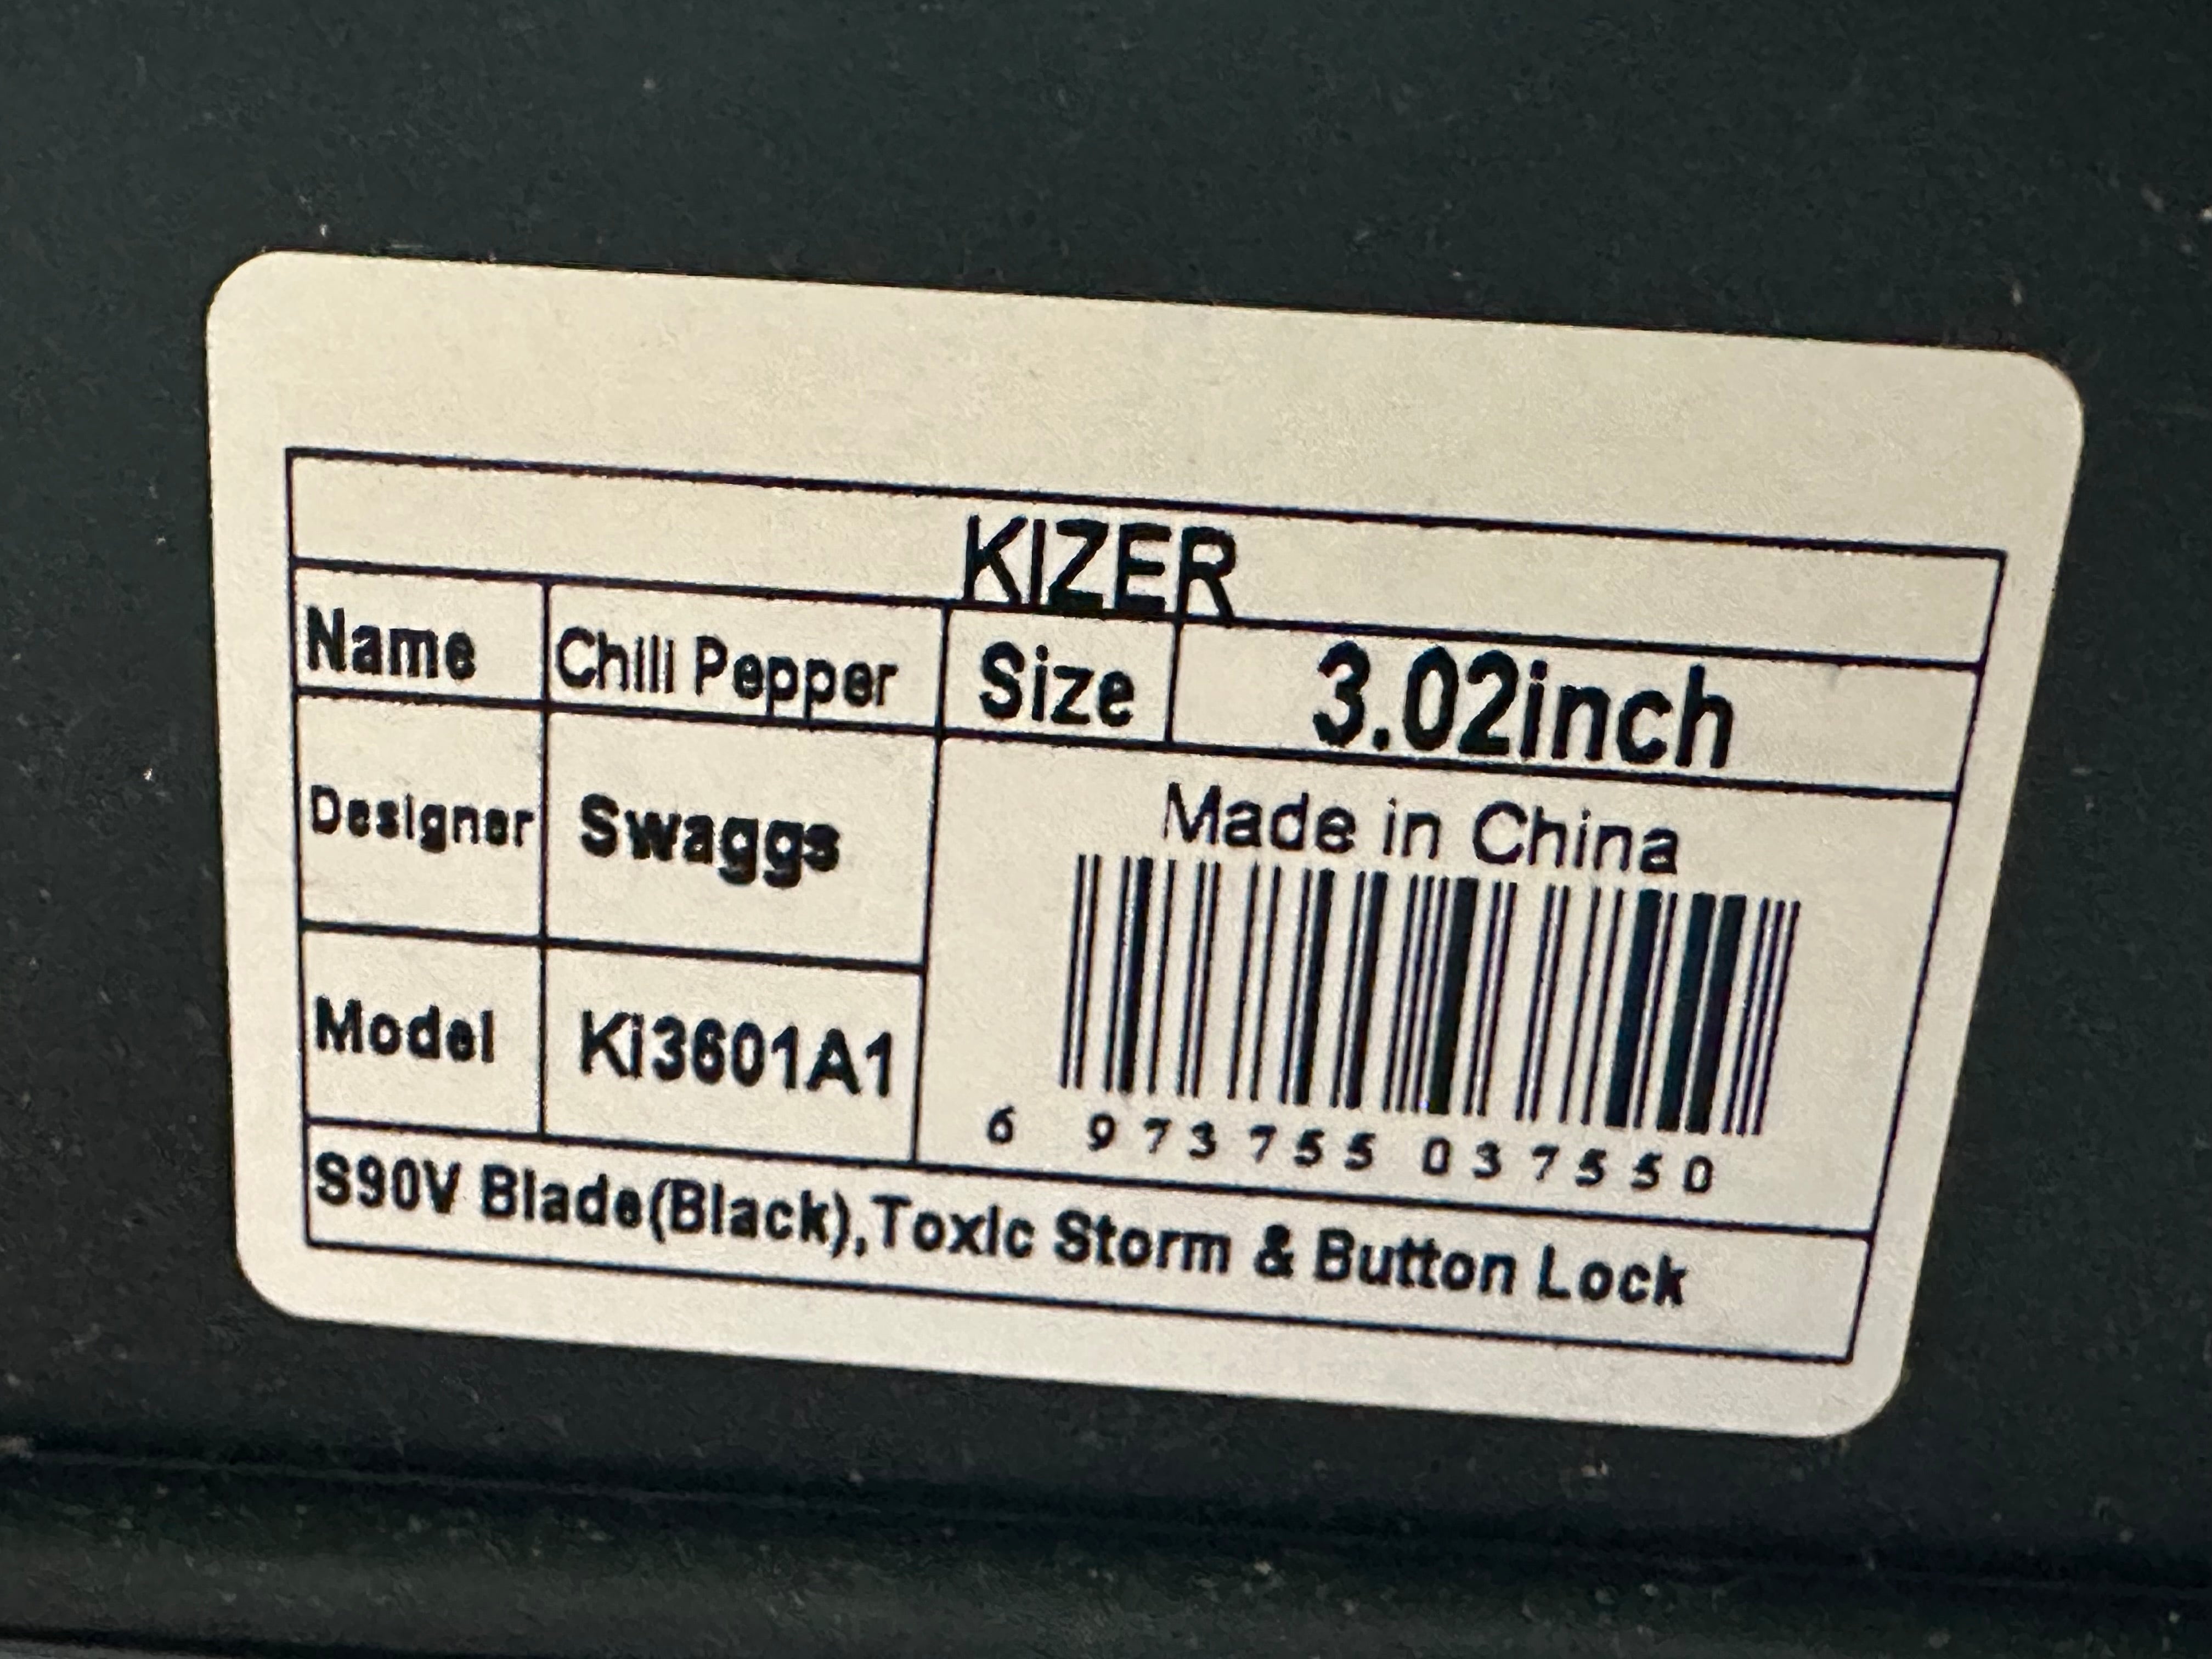 KIZER
Name Chili Pepper Size 3.02inch
Designer Swaggs
Made in China
Model Ki3601A1
6 973755 037550
S90V Blade(Black),Toxic Storm & Button Lock